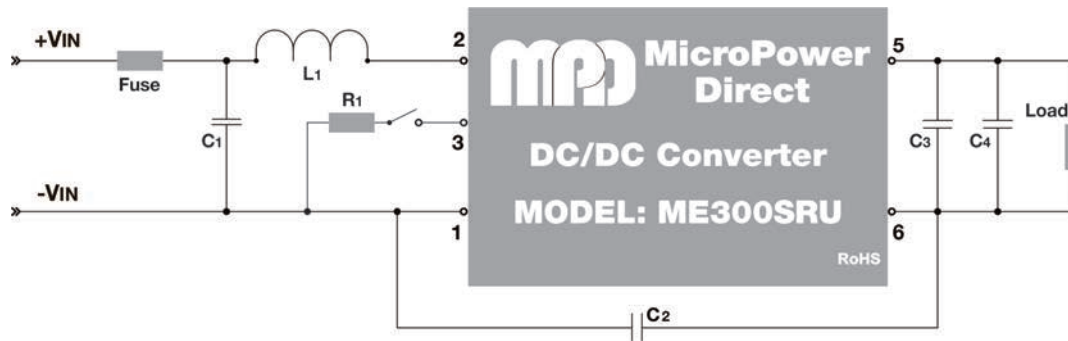 +VIN
Fuse
L1
C1
R1
-VIN
2
3
1
MPD
MicroPower
Direct
DC/DC Converter
MODEL: ME300SRU
RoHS
5
6
C3
C4
Load
C2